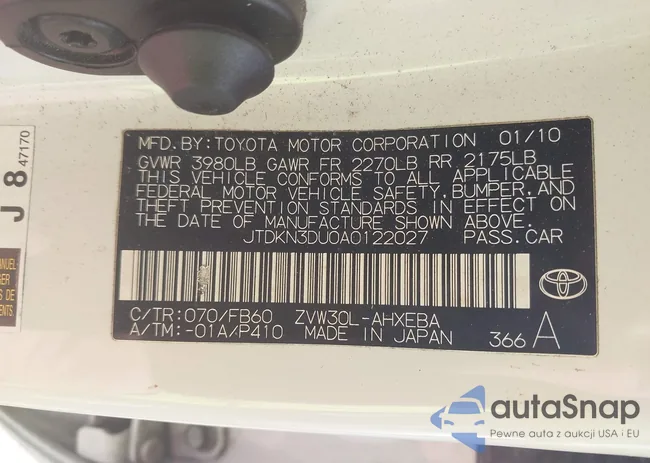 J 8 47170
MFD. BY: TOYOTA MOTOR CORPORATION 01/10
GVWR 3980LB GAWR FR 2270LB RR 2175LB
THIS VEHICLE CONFORMS TO ALL APPLICABLE
FEDERAL MOTOR VEHICLE SAFETY, BUMPER, AND
THEFT PREVENTION STANDARDS IN EFFECT ON
THE DATE OF MANUFACTURE SHOWN ABOVE.
JTDKN3DU0A0122027 PASS. CAR
C/TR: 070/FB60 ZVW30L-AHXEBA
A/TM: -01A/P410 MADE IN JAPAN 366 A
autaSnap
Pewne auta z aukcji USA i EU